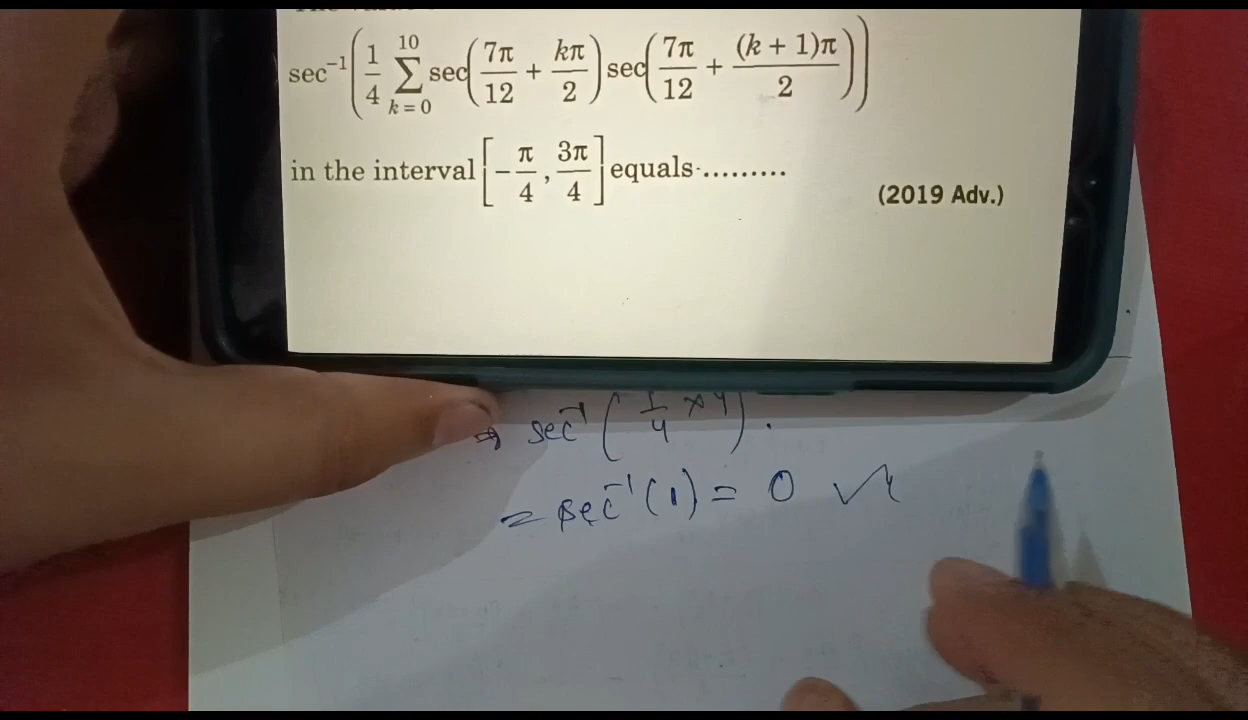 sec⁻¹(1/4 ∑_{k=0}^{10} sec(7π/12 + kπ/2) sec(7π/12 + (k + 1)π/2))
in the interval [−π/4, 3π/4] equals.........
(2019 Adv.)
⇒ sec⁻¹(1/4 × 4).
= sec⁻¹(1) = 0